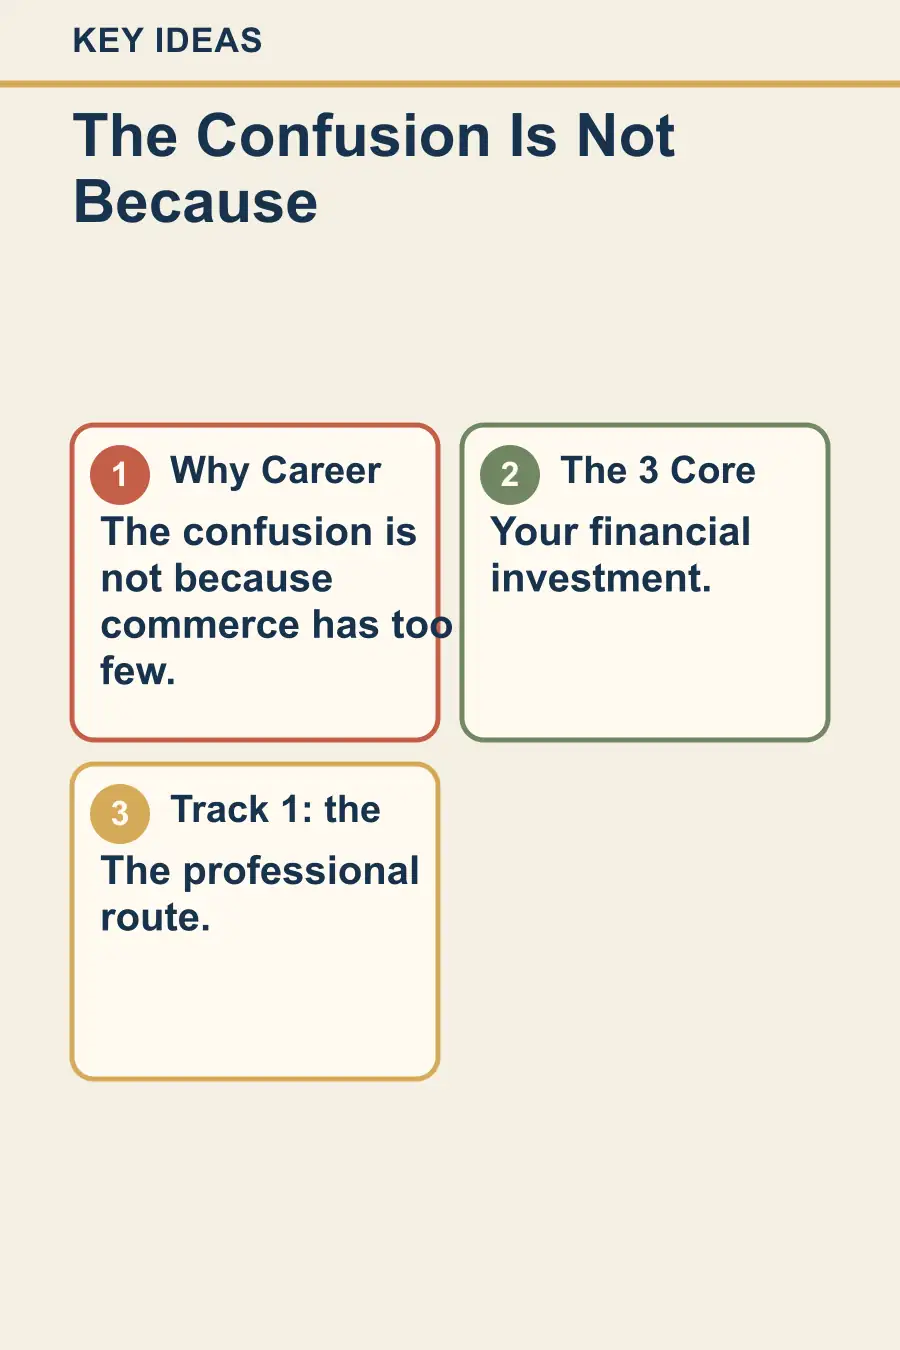 KEY IDEAS
The Confusion Is Not
Because
1 Why Career
The confusion is
not because
commerce has too
few.
2 The 3 Core
Your financial
investment.
3 Track 1: the
The professional
route.